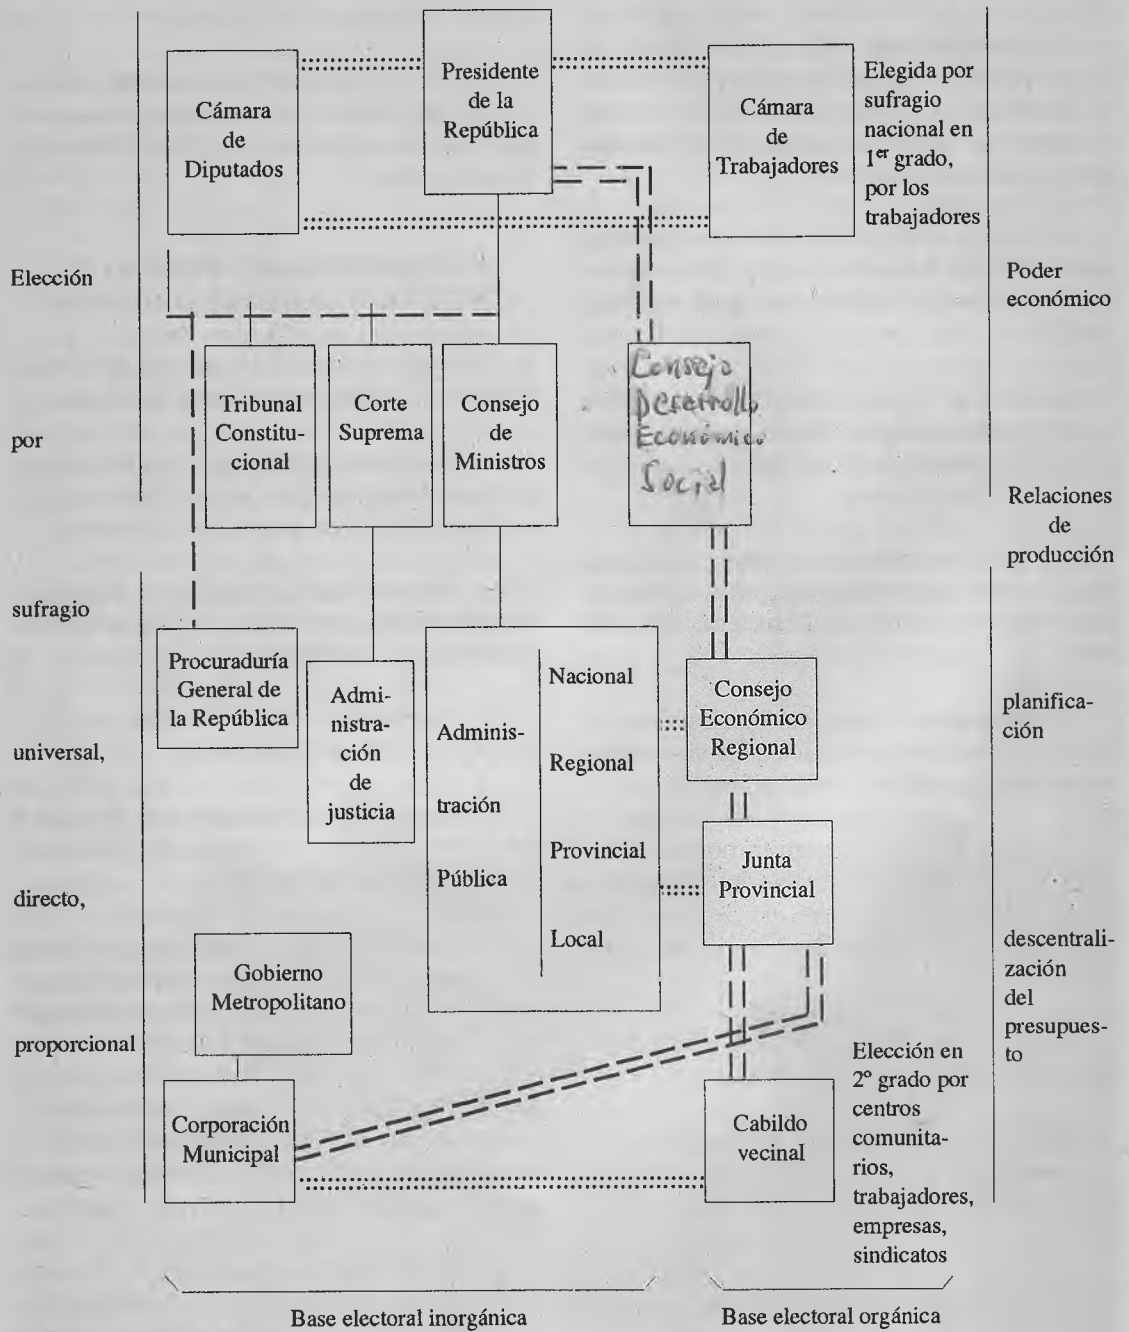 Presidente
de la
República
Cámara
de
Diputados
Cámara
de
Trabajadores
Elegida por
sufragio
nacional en
1er grado,
por los
trabajadores
Elección
por
sufragio
universal,
directo,
proporcional
Poder
económico
Relaciones
de
producción
planifica-
ción
descentrali-
zación
del
presupues-
to
Tribunal
Constitu-
cional
Corte
Suprema
Consejo
de
Ministros
Consejo
Desarrollo
Económico
Social
Procuraduría
General de
la República
Admi-
nistra-
ción
de
justicia
Adminis-
tración
Pública
Nacional
Regional
Provincial
Local
Consejo
Económico
Regional
Junta
Provincial
Gobierno
Metropolitano
Corporación
Municipal
Cabildo
vecinal
Elección en
2º grado por
centros
comunita-
rios,
trabajadores,
empresas,
sindicatos
Base electoral inorgánica
Base electoral orgánica